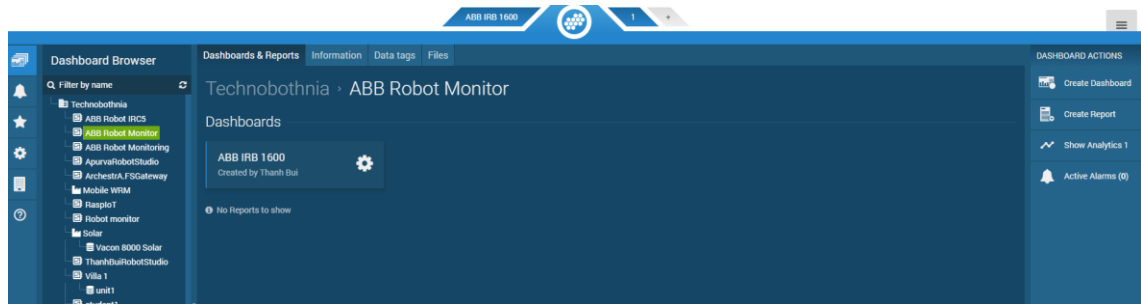 ABB IRB 1600
1
+
Dashboard Browser
Filter by name
Technobothnia
ABB Robot IRC5
ABB Robot Monitor
ABB Robot Monitoring
ApurvaRobotStudio
ArchestrA.FSGateway
Mobile WRM
RaspIoT
Robot monitor
Solar
Vacon 8000 Solar
ThanhBuiRobotStudio
Villa 1
unit1
student1
Dashboards & Reports Information Data tags Files
Technobothnia › ABB Robot Monitor
Dashboards
ABB IRB 1600
Created by Thanh Bui
No Reports to show
DASHBOARD ACTIONS
Create Dashboard
Create Report
Show Analytics 1
Active Alarms (0)